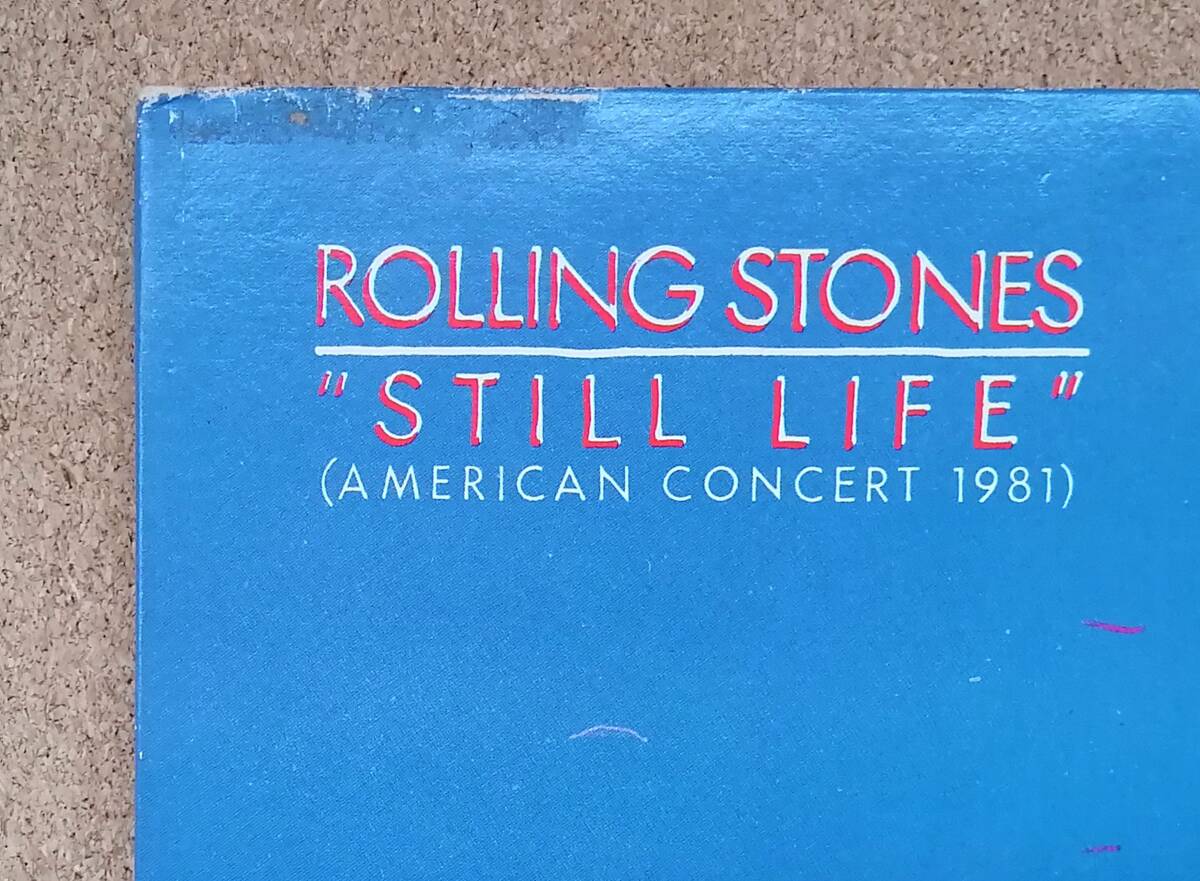 ROLLING STONES
"STILL LIFE"
(AMERICAN CONCERT 1981)